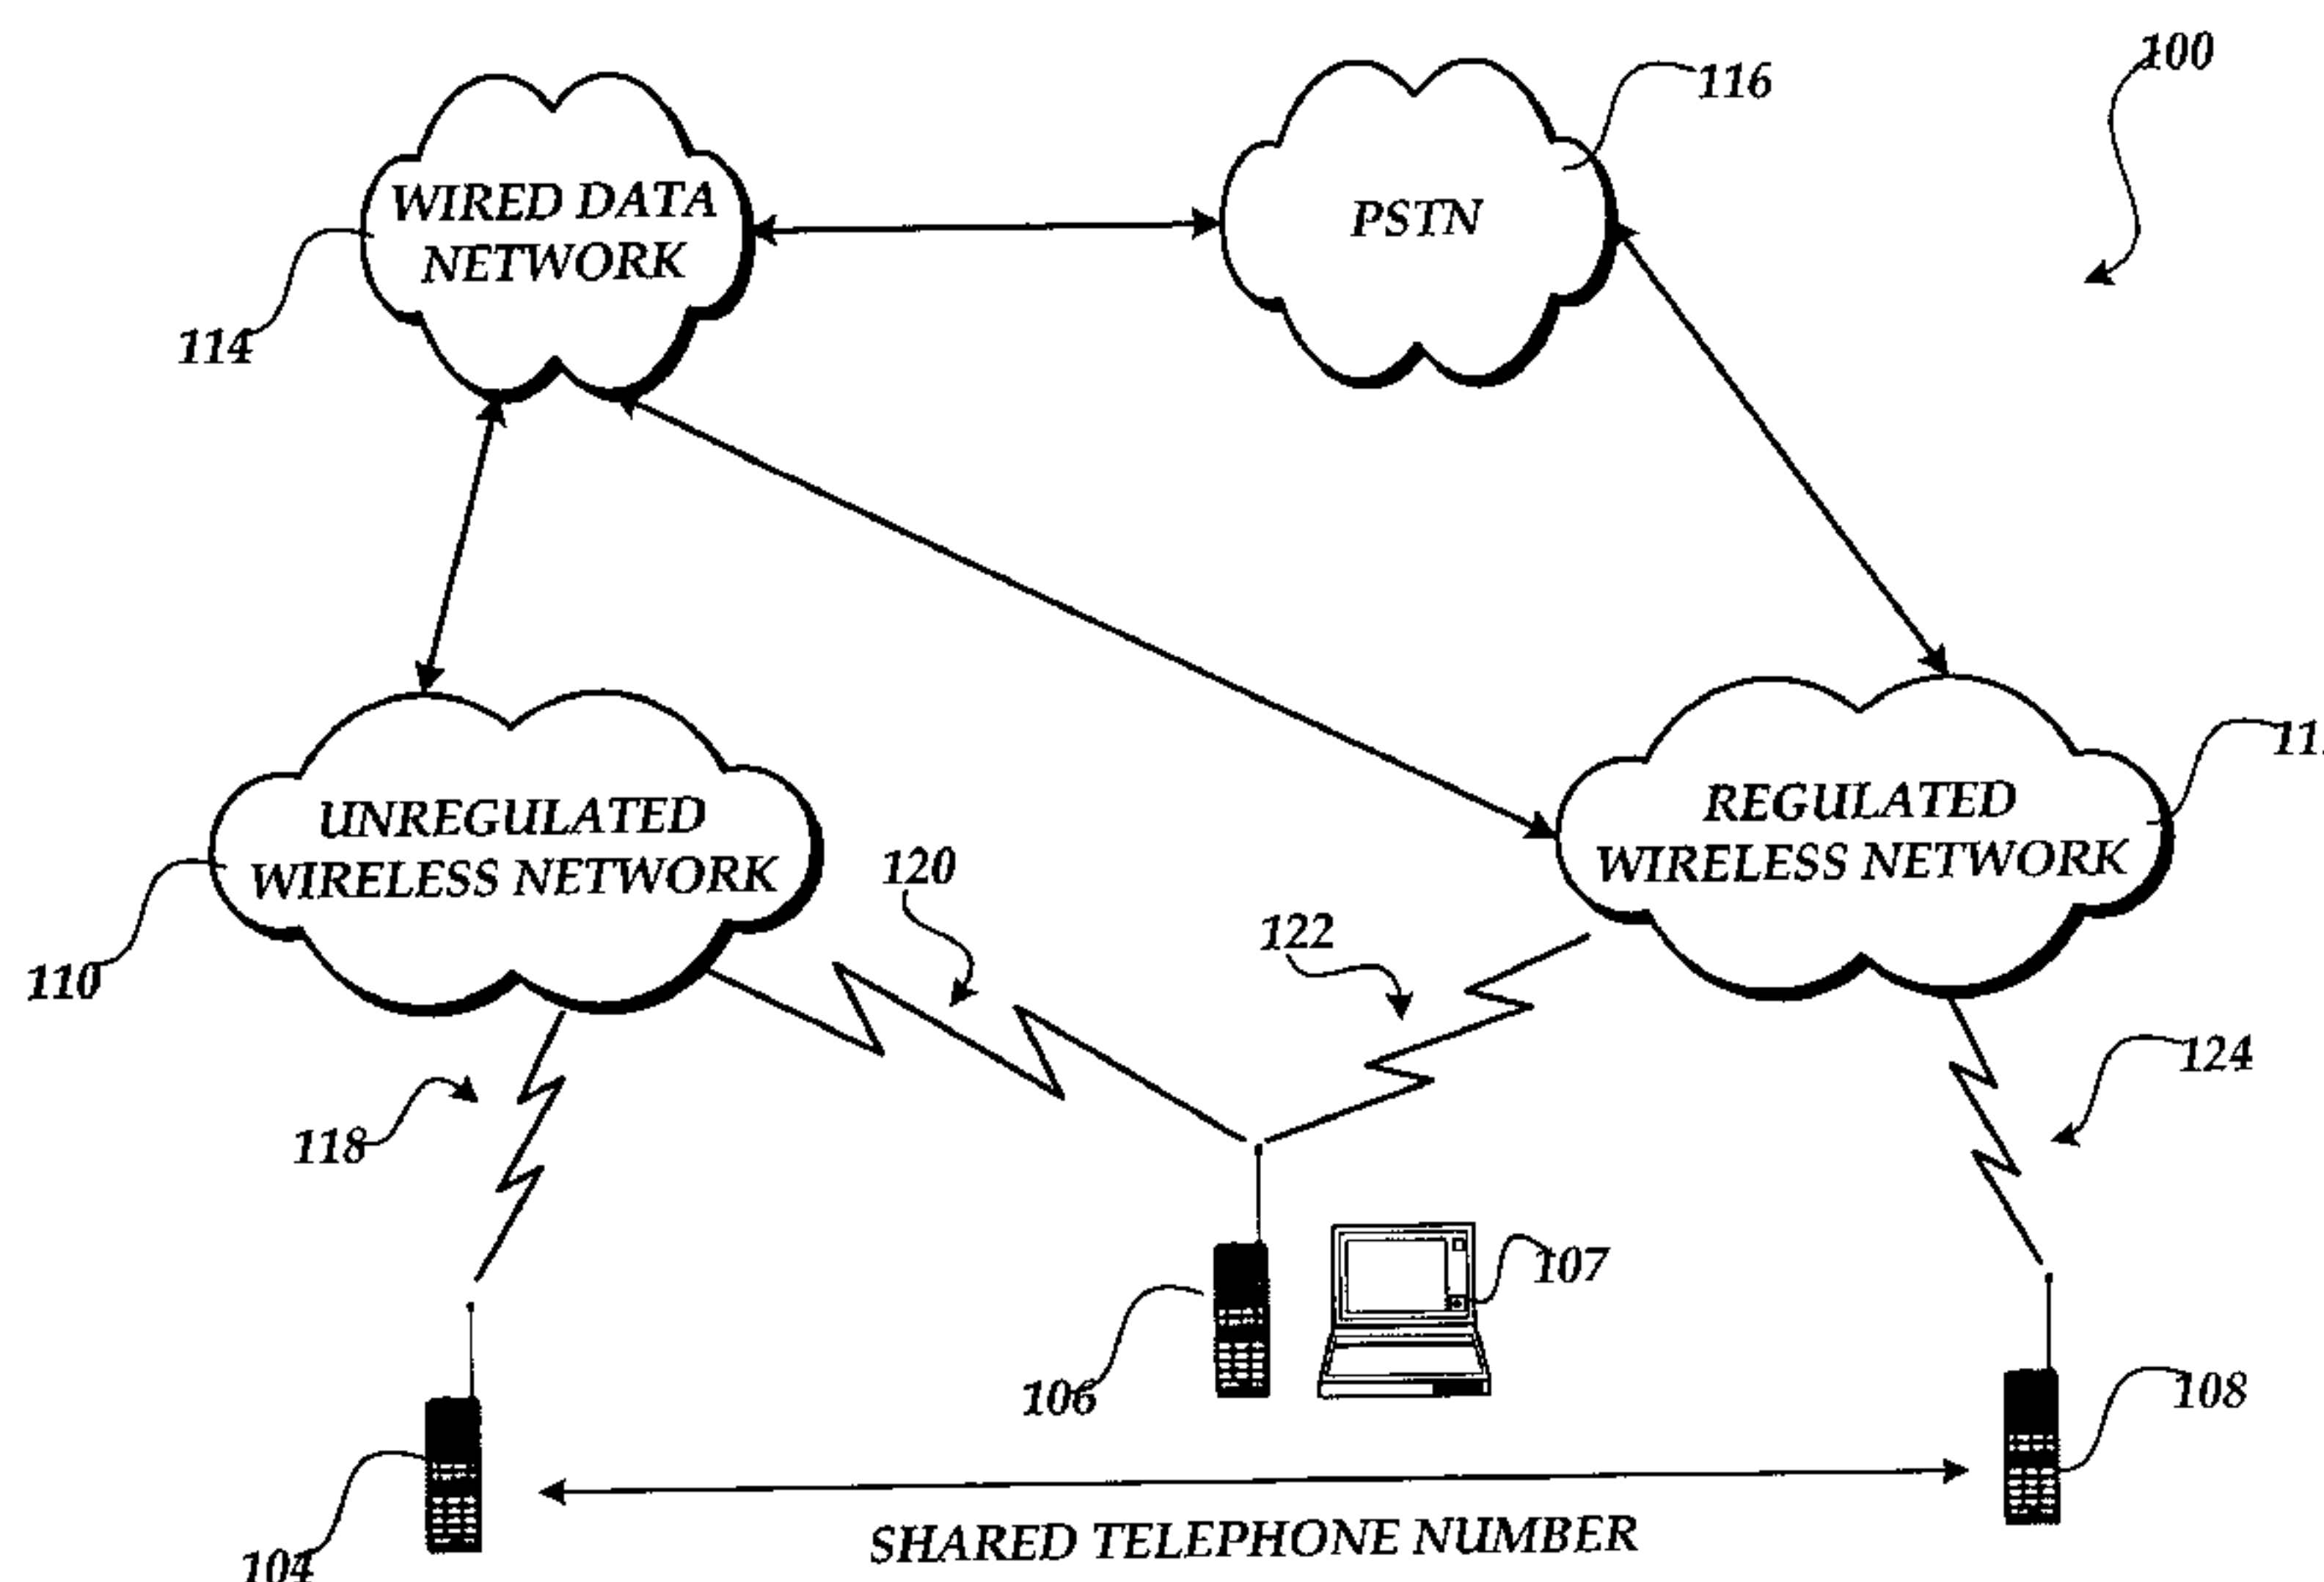 100
116
WIRED DATA
NETWORK
PSTN
114
UNREGULATED
WIRELESS NETWORK
REGULATED
WIRELESS NETWORK
120
122
110
124
118
107
106
108
104
SHARED TELEPHONE NUMBER